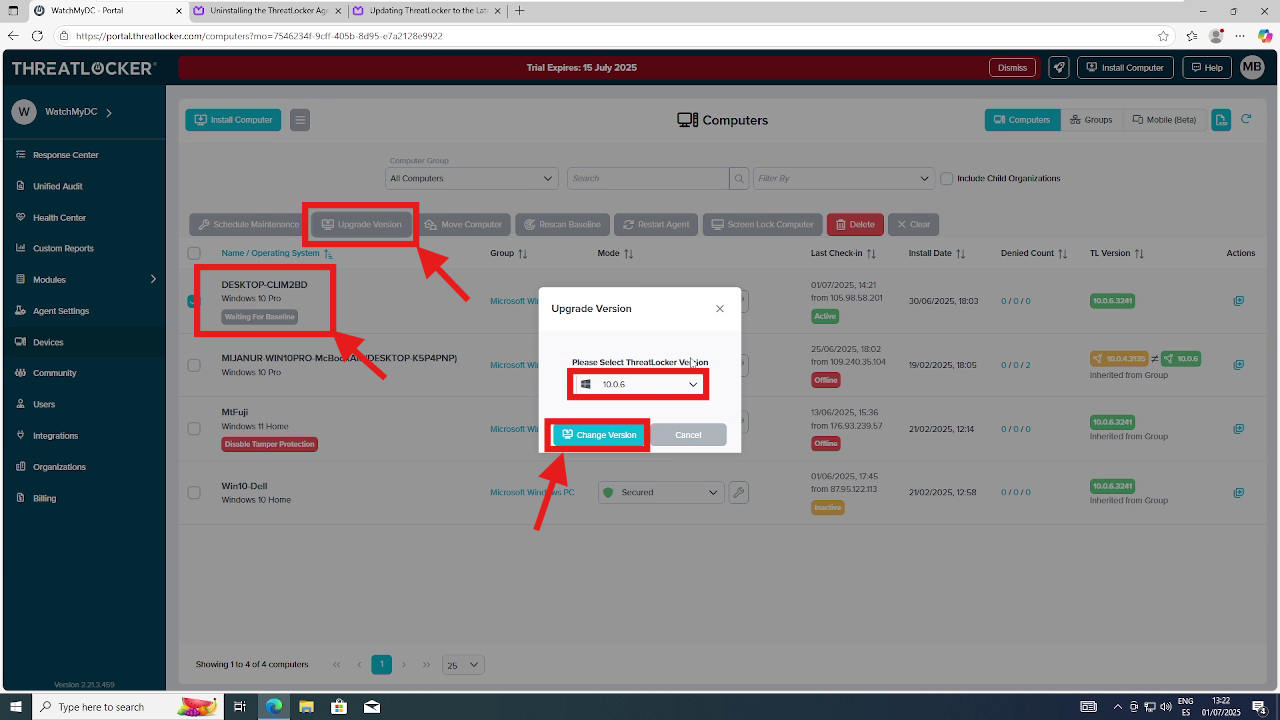 WatchMyDC - Portal
Uninstalling the ThreatLocker Age
Updating ThreatLocker to the Late
https://portal.threatlocker.com/computers?mo=7546234f-9cff-405b-8d95-e7a2128e9922
THREATLOCKER
Trial Expires: 15 July 2025
Dismiss
Install Computer
Help
MB
W
WatchMyDC
Install Computer
Computers
Computers
Groups
Mobile (Beta)
Response Center
Unified Audit
Health Center
Custom Reports
Modules
Agent Settings
Devices
Community
Users
Integrations
Organizations
Billing
Version 2.21.3.459
Computer Group
All Computers
Search
Filter By
Include Child Organizations
Schedule Maintenance
Upgrade Version
Move Computer
Rescan Baseline
Restart Agent
Screen Lock Computer
Delete
Clear
Name / Operating System
Group
Mode
Last Check-in
Install Date
Denied Count
TL Version
Actions
DESKTOP-CLIM2BD
Windows 10 Pro
Waiting For Baseline
Microsoft Win
01/07/2025, 14:21
from 105.98.58.201
Active
30/06/2025, 18:03
0 / 0 / 0
10.0.6.3241
MIJANUR-WIN10PRO-McBookAir(DESKTOP-K5P4PNP)
Windows 10 Pro
Microsoft Win
25/06/2025, 18:02
from 109.240.35.104
Offline
19/02/2025, 18:05
0 / 0 / 2
10.0.4.3135 ≠ 10.0.6
Inherited from Group
MtFuji
Windows 11 Home
Disable Tamper Protection
Microsoft Win
13/06/2025, 15:36
from 176.93.239.57
Offline
21/02/2025, 12:14
0 / 0 / 0
10.0.6.3241
Inherited from Group
Win10-Dell
Windows 10 Home
Microsoft Windows PC
Secured
01/06/2025, 17:45
from 87.95.122.113
Inactive
21/02/2025, 12:58
0 / 0 / 0
10.0.6.3241
Inherited from Group
Upgrade Version
Please Select ThreatLocker Version
10.0.6
Change Version
Cancel
Showing 1 to 4 of 4 computers
1
25
Type here to search
ENG
ES
13:22
01/07/2025